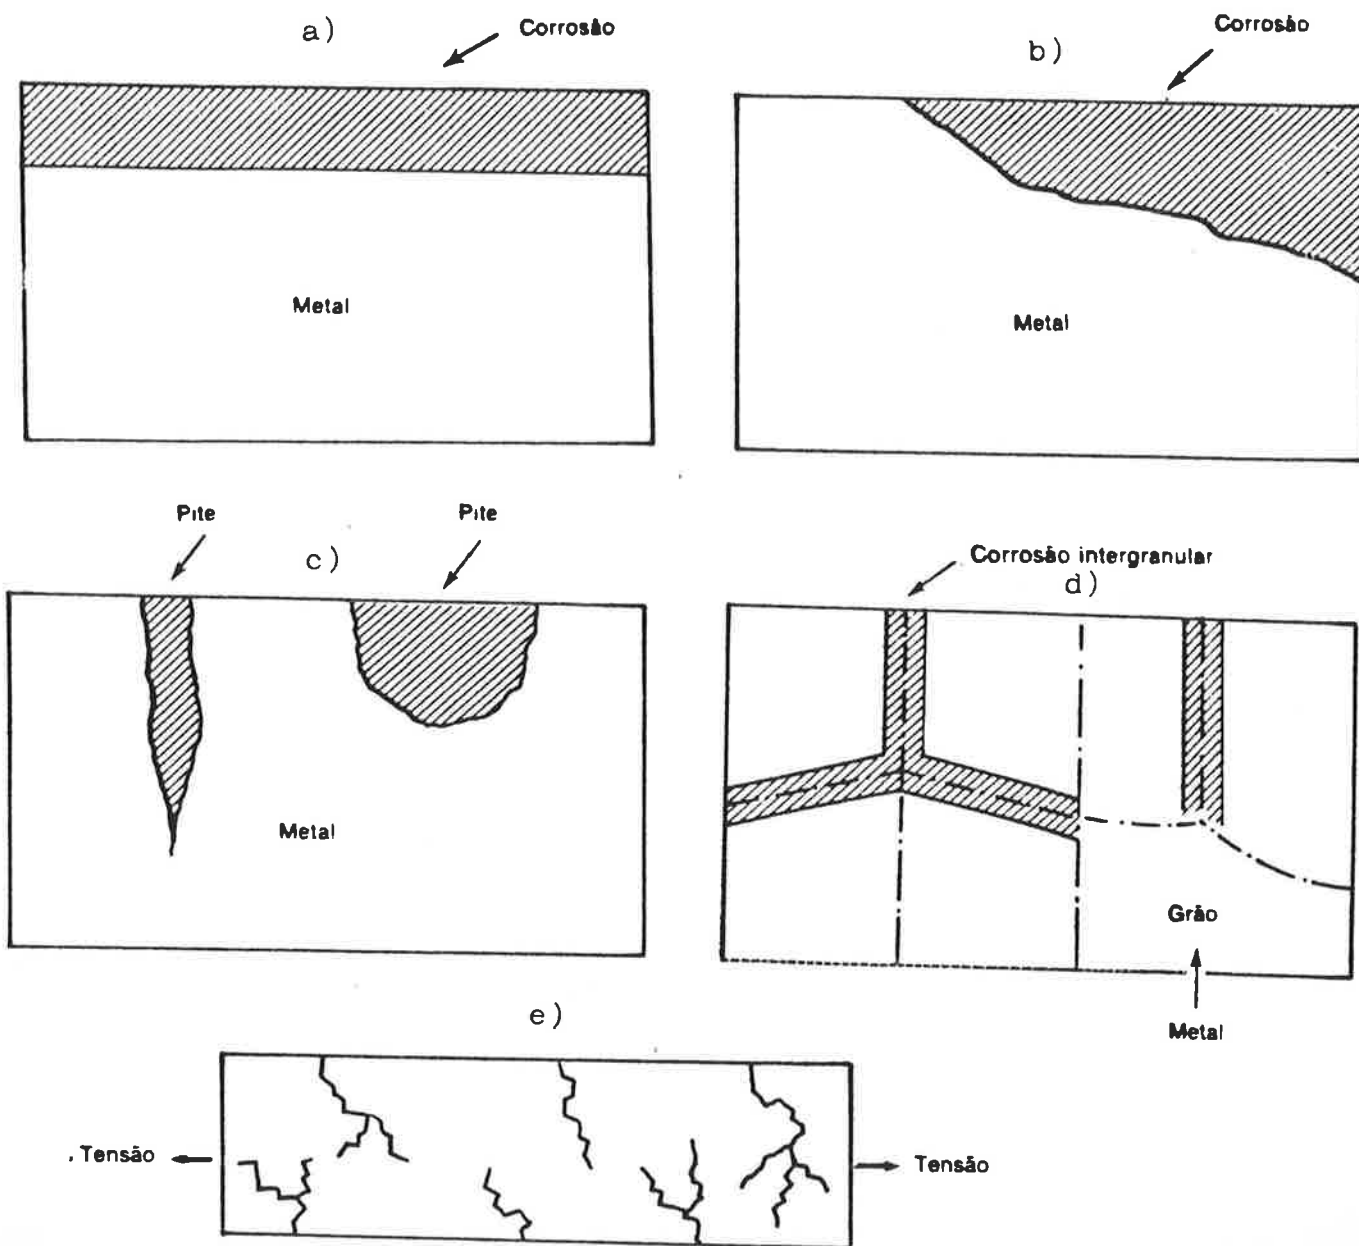 a)
Corrosão
b)
Corrosão
Metal
Metal
Pite
Pite
c)
Corrosão intergranular
d)
Metal
Grão
Metal
e)
Tensão
Tensão